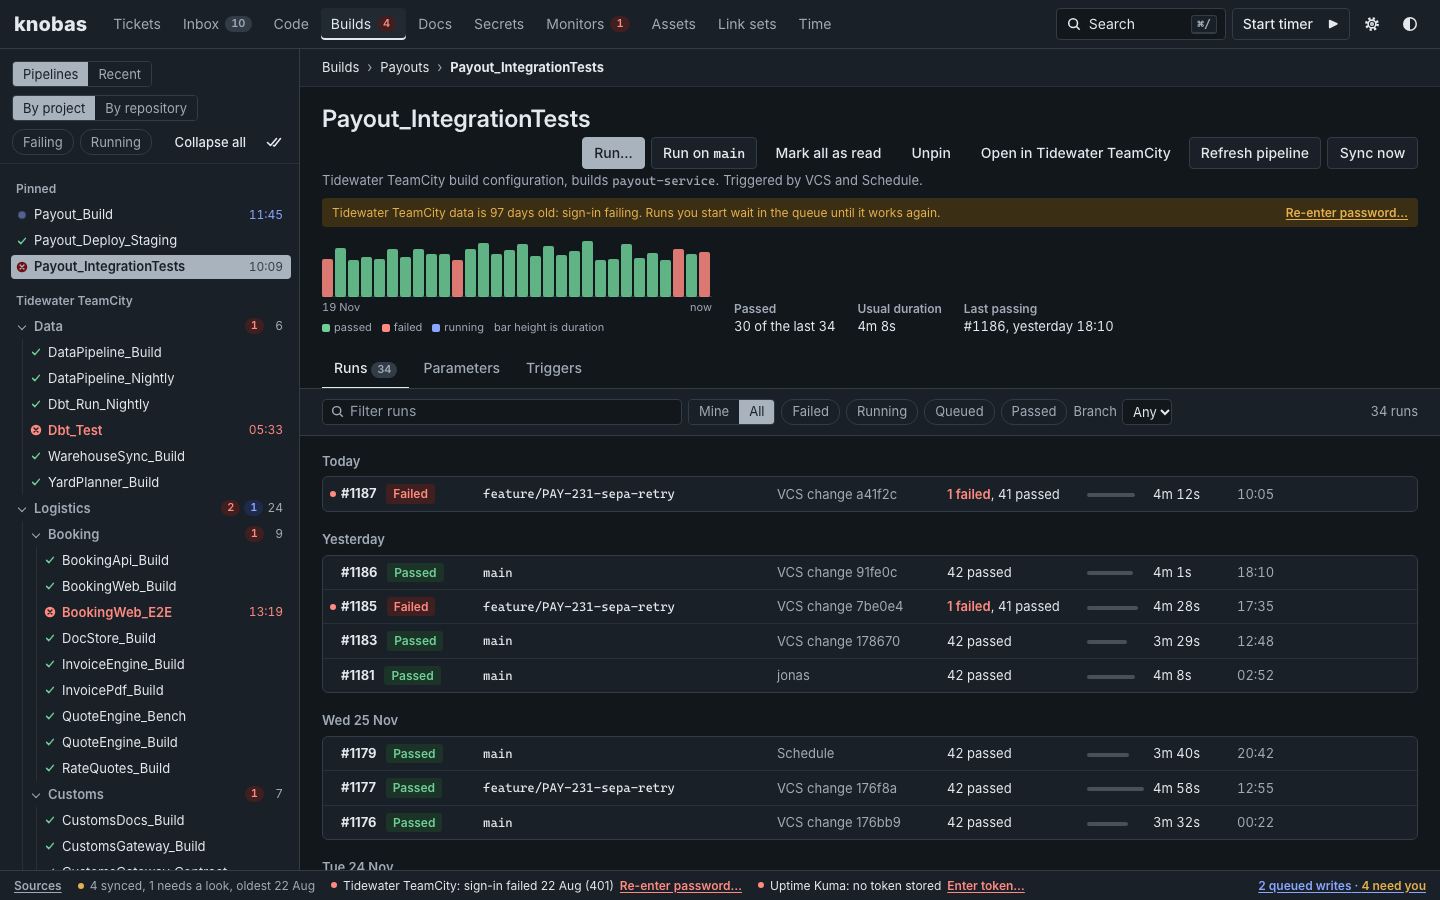 knobas Tickets Inbox 10 Code Builds 4 Docs Secrets Monitors 1 Assets Link sets Time Search ⌘/ Start timer
Pipelines Recent
By project By repository
Failing Running Collapse all
Pinned
Payout_Build 11:45
Payout_Deploy_Staging
Payout_IntegrationTests 10:09
Tidewater TeamCity
Data 1 6
DataPipeline_Build
DataPipeline_Nightly
Dbt_Run_Nightly
Dbt_Test 05:33
WarehouseSync_Build
YardPlanner_Build
Logistics 2 1 24
Booking 1 9
BookingApi_Build
BookingWeb_Build
BookingWeb_E2E 13:19
DocStore_Build
InvoiceEngine_Build
InvoicePdf_Build
QuoteEngine_Bench
QuoteEngine_Build
RateQuotes_Build
Customs 1 7
CustomsDocs_Build
CustomsGateway_Build
CustomsGateway_Contract
Builds › Payouts › Payout_IntegrationTests
Payout_IntegrationTests
Run... Run on main Mark all as read Unpin Open in Tidewater TeamCity Refresh pipeline Sync now
Tidewater TeamCity build configuration, builds payout-service. Triggered by VCS and Schedule.
Tidewater TeamCity data is 97 days old: sign-in failing. Runs you start wait in the queue until it works again. Re-enter password...
19 Nov now
passed failed running bar height is duration
Passed Usual duration Last passing
30 of the last 34 4m 8s #1186, yesterday 18:10
Runs 34 Parameters Triggers
Filter runs Mine All Failed Running Queued Passed Branch Any 34 runs
Today
#1187 Failed feature/PAY-231-sepa-retry VCS change a41f2c 1 failed, 41 passed 4m 12s 10:05
Yesterday
#1186 Passed main VCS change 91fe0c 42 passed 4m 1s 18:10
#1185 Failed feature/PAY-231-sepa-retry VCS change 7be0e4 1 failed, 41 passed 4m 28s 17:35
#1183 Passed main VCS change 178670 42 passed 3m 29s 12:48
#1181 Passed main jonas 42 passed 4m 8s 02:52
Wed 25 Nov
#1179 Passed main Schedule 42 passed 3m 40s 20:42
#1177 Passed feature/PAY-231-sepa-retry VCS change 176f8a 42 passed 4m 58s 12:55
#1176 Passed main VCS change 176bb9 42 passed 3m 32s 00:22
Tue 24 Nov
Sources 4 synced, 1 needs a look, oldest 22 Aug Tidewater TeamCity: sign-in failed 22 Aug (401) Re-enter password... Uptime Kuma: no token stored Enter token... 2 queued writes · 4 need you